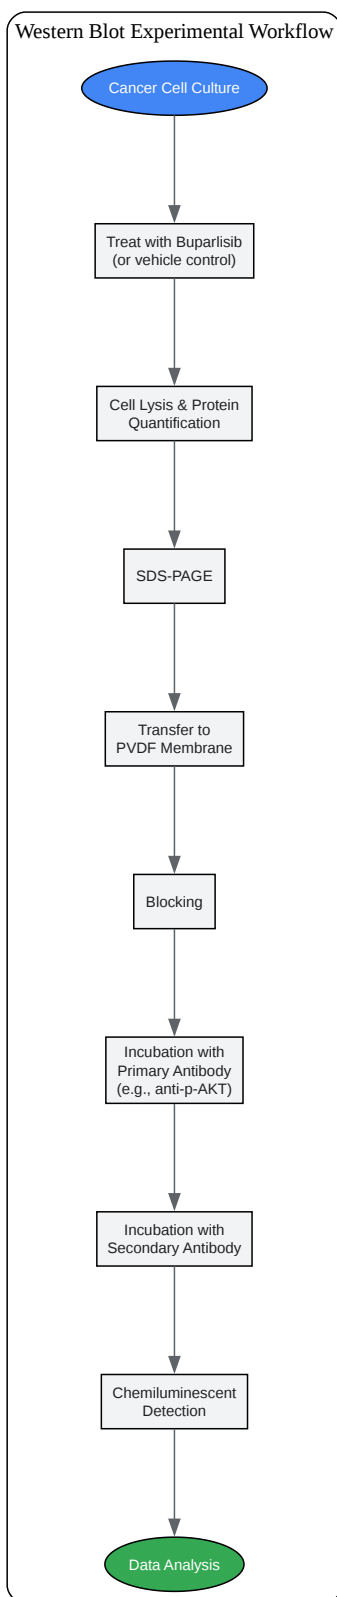 Western Blot Experimental Workflow
Cancer Cell Culture
Treat with Buparlisib
(or vehicle control)
Cell Lysis & Protein
Quantification
SDS-PAGE
Transfer to
PVDF Membrane
Blocking
Incubation with
Primary Antibody
(e.g., anti-p-AKT)
Incubation with
Secondary Antibody
Chemiluminescent
Detection
Data Analysis